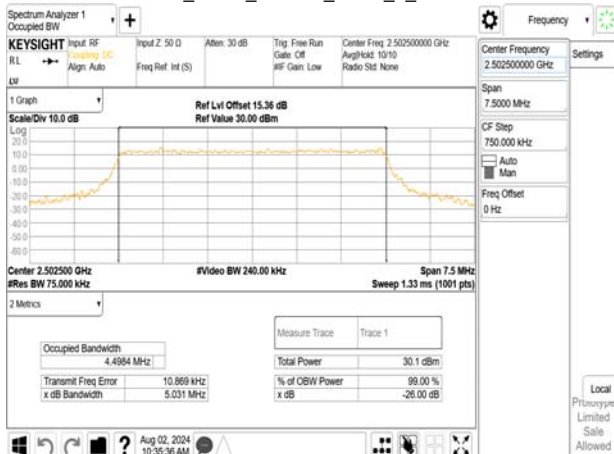 Spectrum Analyzer 1
Occupied BW
KEYSIGHT
RL
Input: RF
Coupling: DC
Align: Auto
Input Z: 50 Ω
Freq Ref: Int (S)
Atten: 30 dB
Trig: Free Run
Gate: Off
#IF Gain: Low
Center Freq: 2.502500000 GHz
Avg|Hold: 10/10
Radio Std: None
1 Graph
Scale/Div 10.0 dB
Ref Lvl Offset 15.36 dB
Ref Value 30.00 dBm
Log
20.0
10.0
0.00
-10.0
-20.0
-30.0
-40.0
-50.0
-60.0
Center 2.502500 GHz
#Res BW 75.000 kHz
#Video BW 240.00 kHz
Span 7.5 MHz
Sweep 1.33 ms (1001 pts)
2 Metrics
Measure Trace Trace 1
Occupied Bandwidth
4.4984 MHz
Total Power 30.1 dBm
Transmit Freq Error 10.869 kHz
% of OBW Power 99.00 %
x dB Bandwidth 5.031 MHz
x dB -26.00 dB
Aug 02, 2024
10:35:36 AM
Frequency
Center Frequency
2.502500000 GHz
Settings
Span
7.5000 MHz
CF Step
750.000 kHz
Auto
Man
Freq Offset
0 Hz
Local
Prototype
Limited
Sale
Allowed